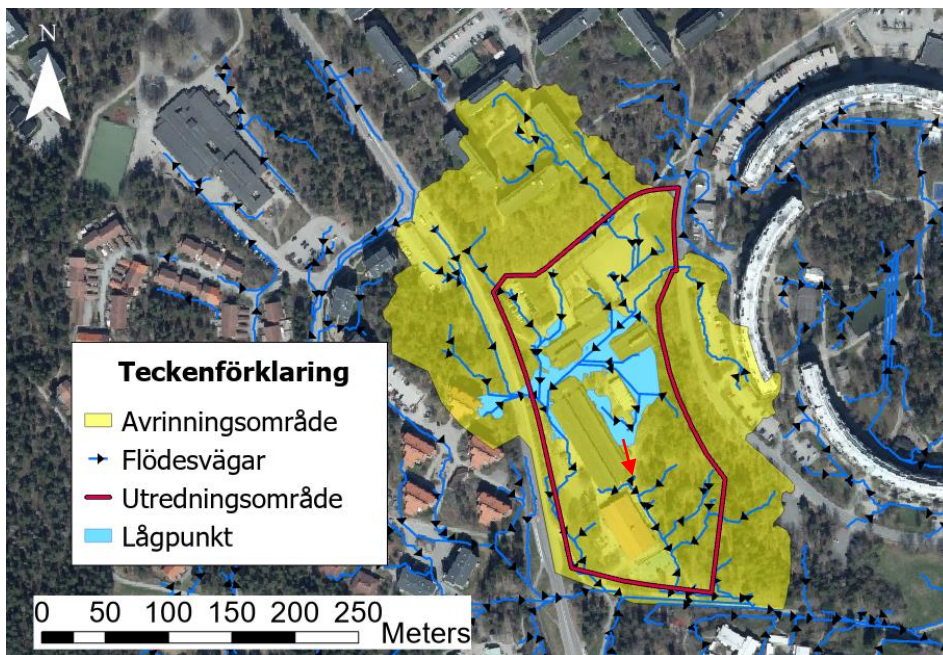 N
Teckenförklaring
Avrinningsområde
Flödesvägar
Utredningsområde
Lågpunkt
0 50 100 150 200 250
Meters